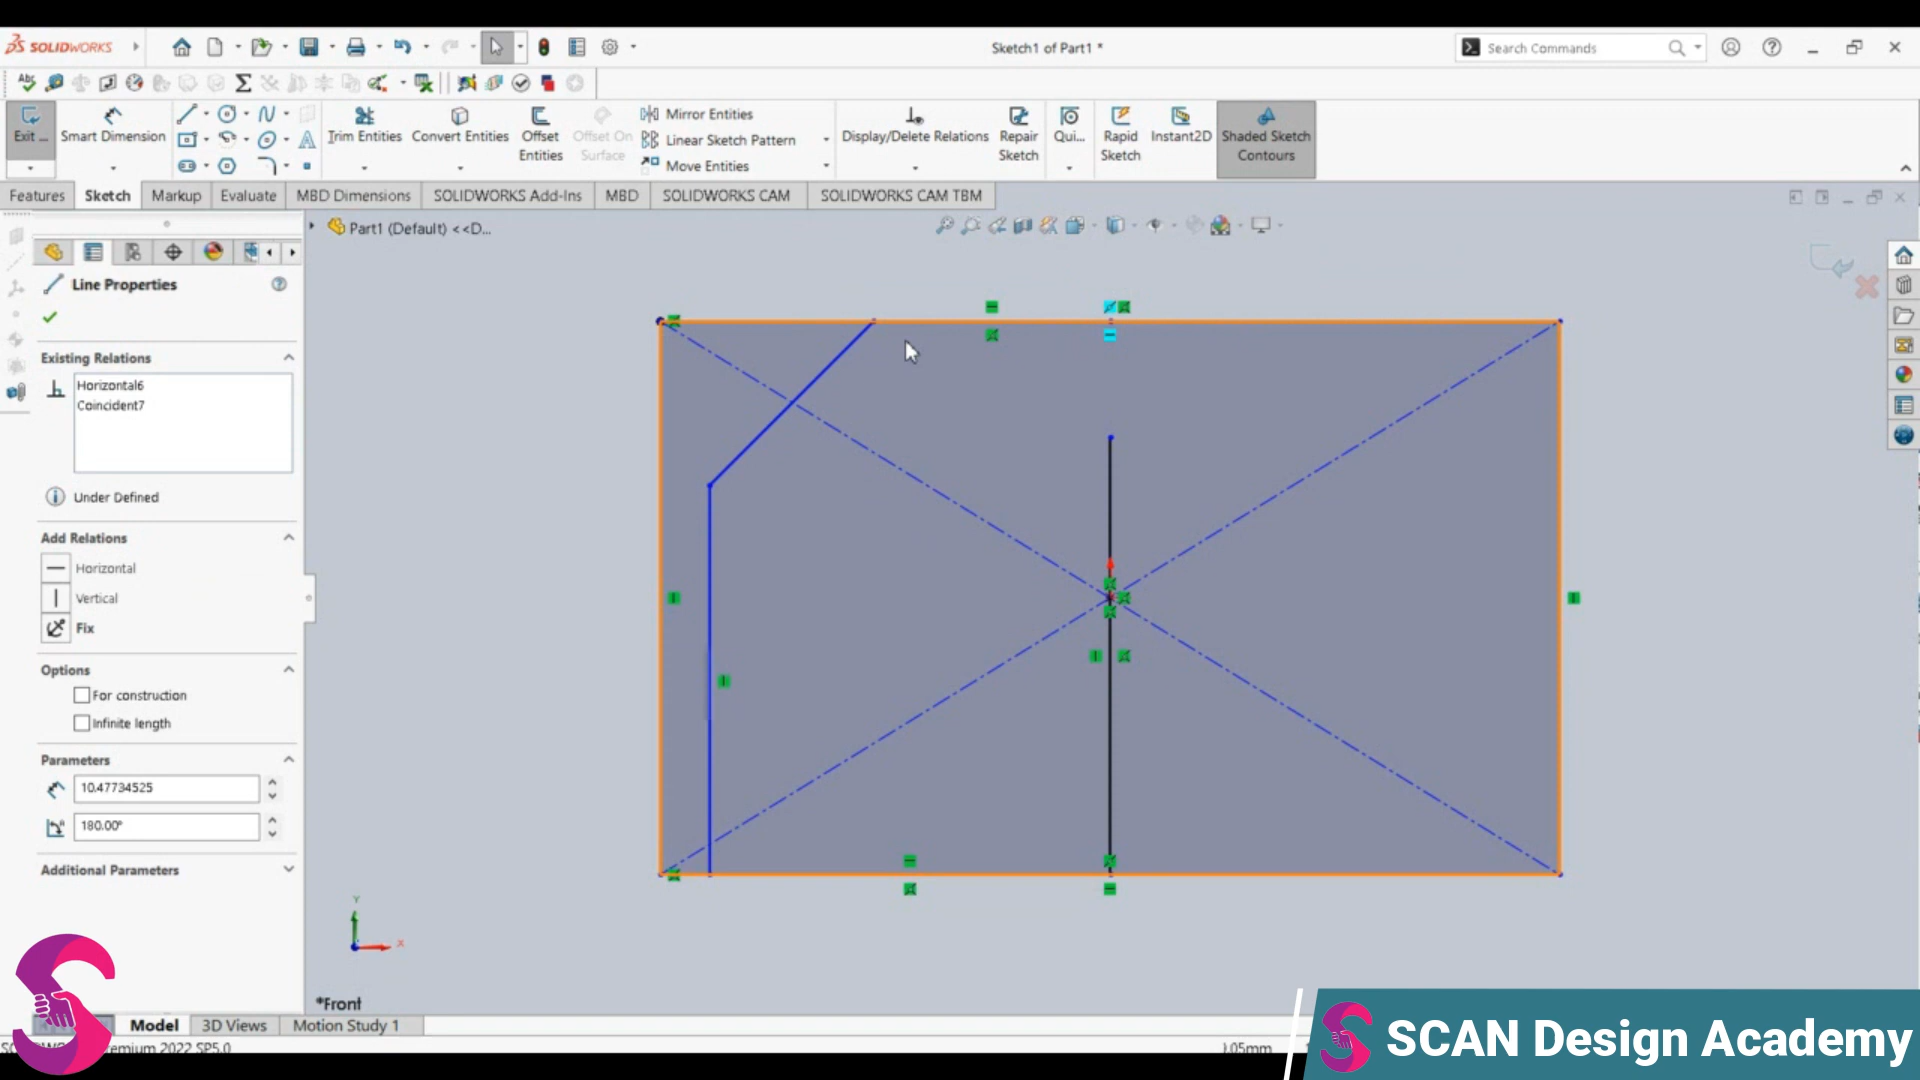 SOLIDWORKS
Sketch1 of Part1 *
Search Commands
Exit ...
Smart Dimension
Trim Entities
Convert Entities
Offset Entities
Offset On Surface
Mirror Entities
Linear Sketch Pattern
Move Entities
Display/Delete Relations
Repair Sketch
Qui...
Rapid Sketch
Instant2D
Shaded Sketch Contours
Features
Sketch
Markup
Evaluate
MBD Dimensions
SOLIDWORKS Add-Ins
MBD
SOLIDWORKS CAM
SOLIDWORKS CAM TBM
Part1 (Default) <<D...
Line Properties
Existing Relations
Horizontal6
Coincident7
Under Defined
Add Relations
Horizontal
Vertical
Fix
Options
For construction
Infinite length
Parameters
10.47734525
180.00°
Additional Parameters
Y
X
*Front
Model
3D Views
Motion Study 1
2022 SP5.0
SCAN Design Academy